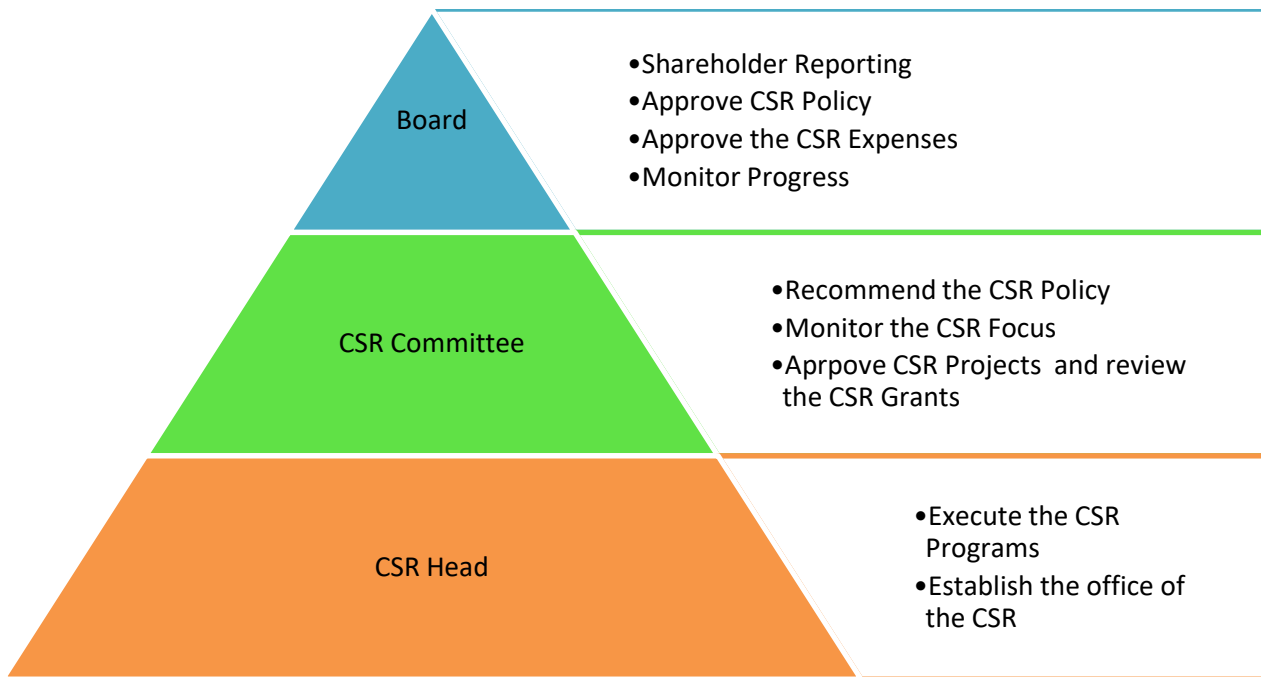 Board
•Shareholder Reporting
•Approve CSR Policy
•Approve the CSR Expenses
•Monitor Progress
CSR Committee
•Recommend the CSR Policy
•Monitor the CSR Focus
•Aprpove CSR Projects  and review
the CSR Grants
CSR Head
•Execute the CSR
Programs
•Establish the office of
the CSR